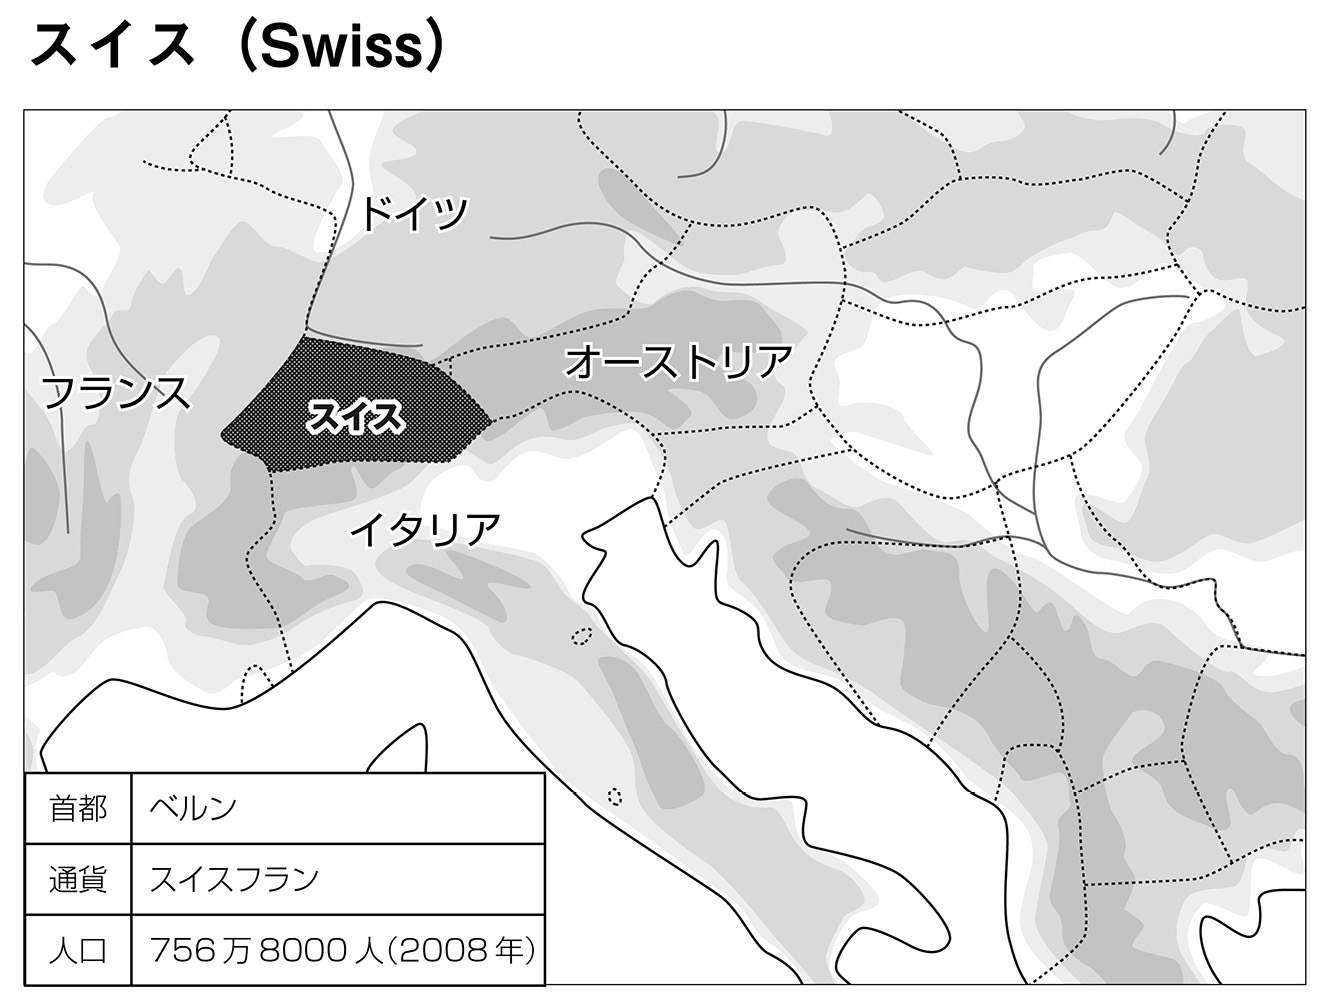 スイス（Swiss）
ドイツ
オーストリア
フランス
スイス
イタリア
首都 ベルン
通貨 スイスフラン
人口 756万8000人(2008年)